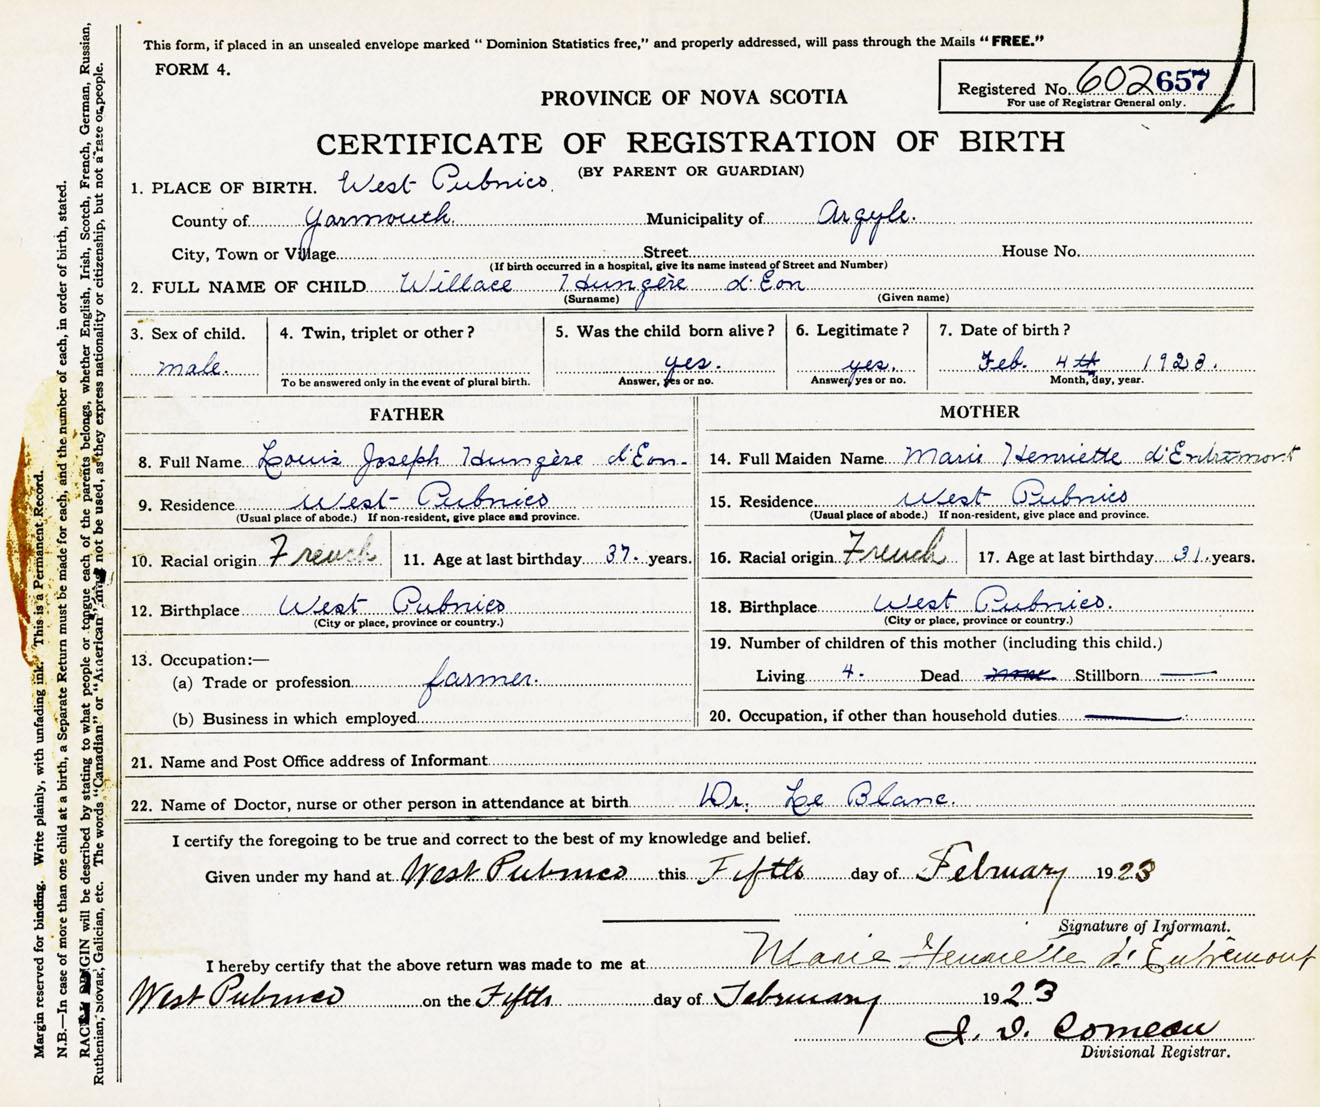 This form, if placed in an unsealed envelope marked “ Dominion Statistics free,” and properly addressed, will pass through the Mails “ FREE.”
FORM 4.
Registered No. 602657
For use of Registrar General only.
PROVINCE OF NOVA SCOTIA
CERTIFICATE OF REGISTRATION OF BIRTH
(BY PARENT OR GUARDIAN)
1. PLACE OF BIRTH. West Pubnico.
County of Yarmouth. Municipality of Argyle.
City, Town or Village Street House No.
(If birth occurred in a hospital, give its name instead of Street and Number)
2. FULL NAME OF CHILD Willace Hungère d'Eon
(Surname) (Given name)
3. Sex of child. 4. Twin, triplet or other ? 5. Was the child born alive ? 6. Legitimate ? 7. Date of birth ?
male. yes. yes. Feb. 4th 1923.
To be answered only in the event of plural birth. Answer, yes or no. Answer, yes or no. Month, day, year.
FATHER
8. Full Name Louis Joseph Hungère d'Eon-
9. Residence West Pubnico
(Usual place of abode.) If non-resident, give place and province.
10. Racial origin French 11. Age at last birthday 37. years.
12. Birthplace West Pubnico
(City or place, province or country.)
13. Occupation:—
(a) Trade or profession farmer.
(b) Business in which employed
MOTHER
14. Full Maiden Name Marie Henriette d'Entremont
15. Residence West Pubnico
(Usual place of abode.) If non-resident, give place and province.
16. Racial origin French 17. Age at last birthday 31. years.
18. Birthplace West Pubnico.
(City or place, province or country.)
19. Number of children of this mother (including this child.)
Living 4. Dead none Stillborn —
20. Occupation, if other than household duties —
21. Name and Post Office address of Informant
22. Name of Doctor, nurse or other person in attendance at birth Dr. Le Blanc.
I certify the foregoing to be true and correct to the best of my knowledge and belief.
Given under my hand at West Pubnico this Fifth day of February 1923
Signature of Informant.
Marie Henriette d'Entremont
I hereby certify that the above return was made to me at
West Pubnico on the Fifth day of February 1923
Comeau
Divisional Registrar.
Margin reserved for binding. Write plainly, with unfading ink. This is a Permanent Record.
N.B.—In case of more than one child at a birth, a Separate Return must be made for each, and the number of each, in order of birth, stated.
RACIAL ORIGIN will be described by stating to what people or tongue each of the parents belongs, whether English, Irish, Scotch, French, German, Russian,
Ruthenian, Slovak, Galician, etc. The words “Canadian” or “American” must not be used, as they express nationality or citizenship, but not a race or people.